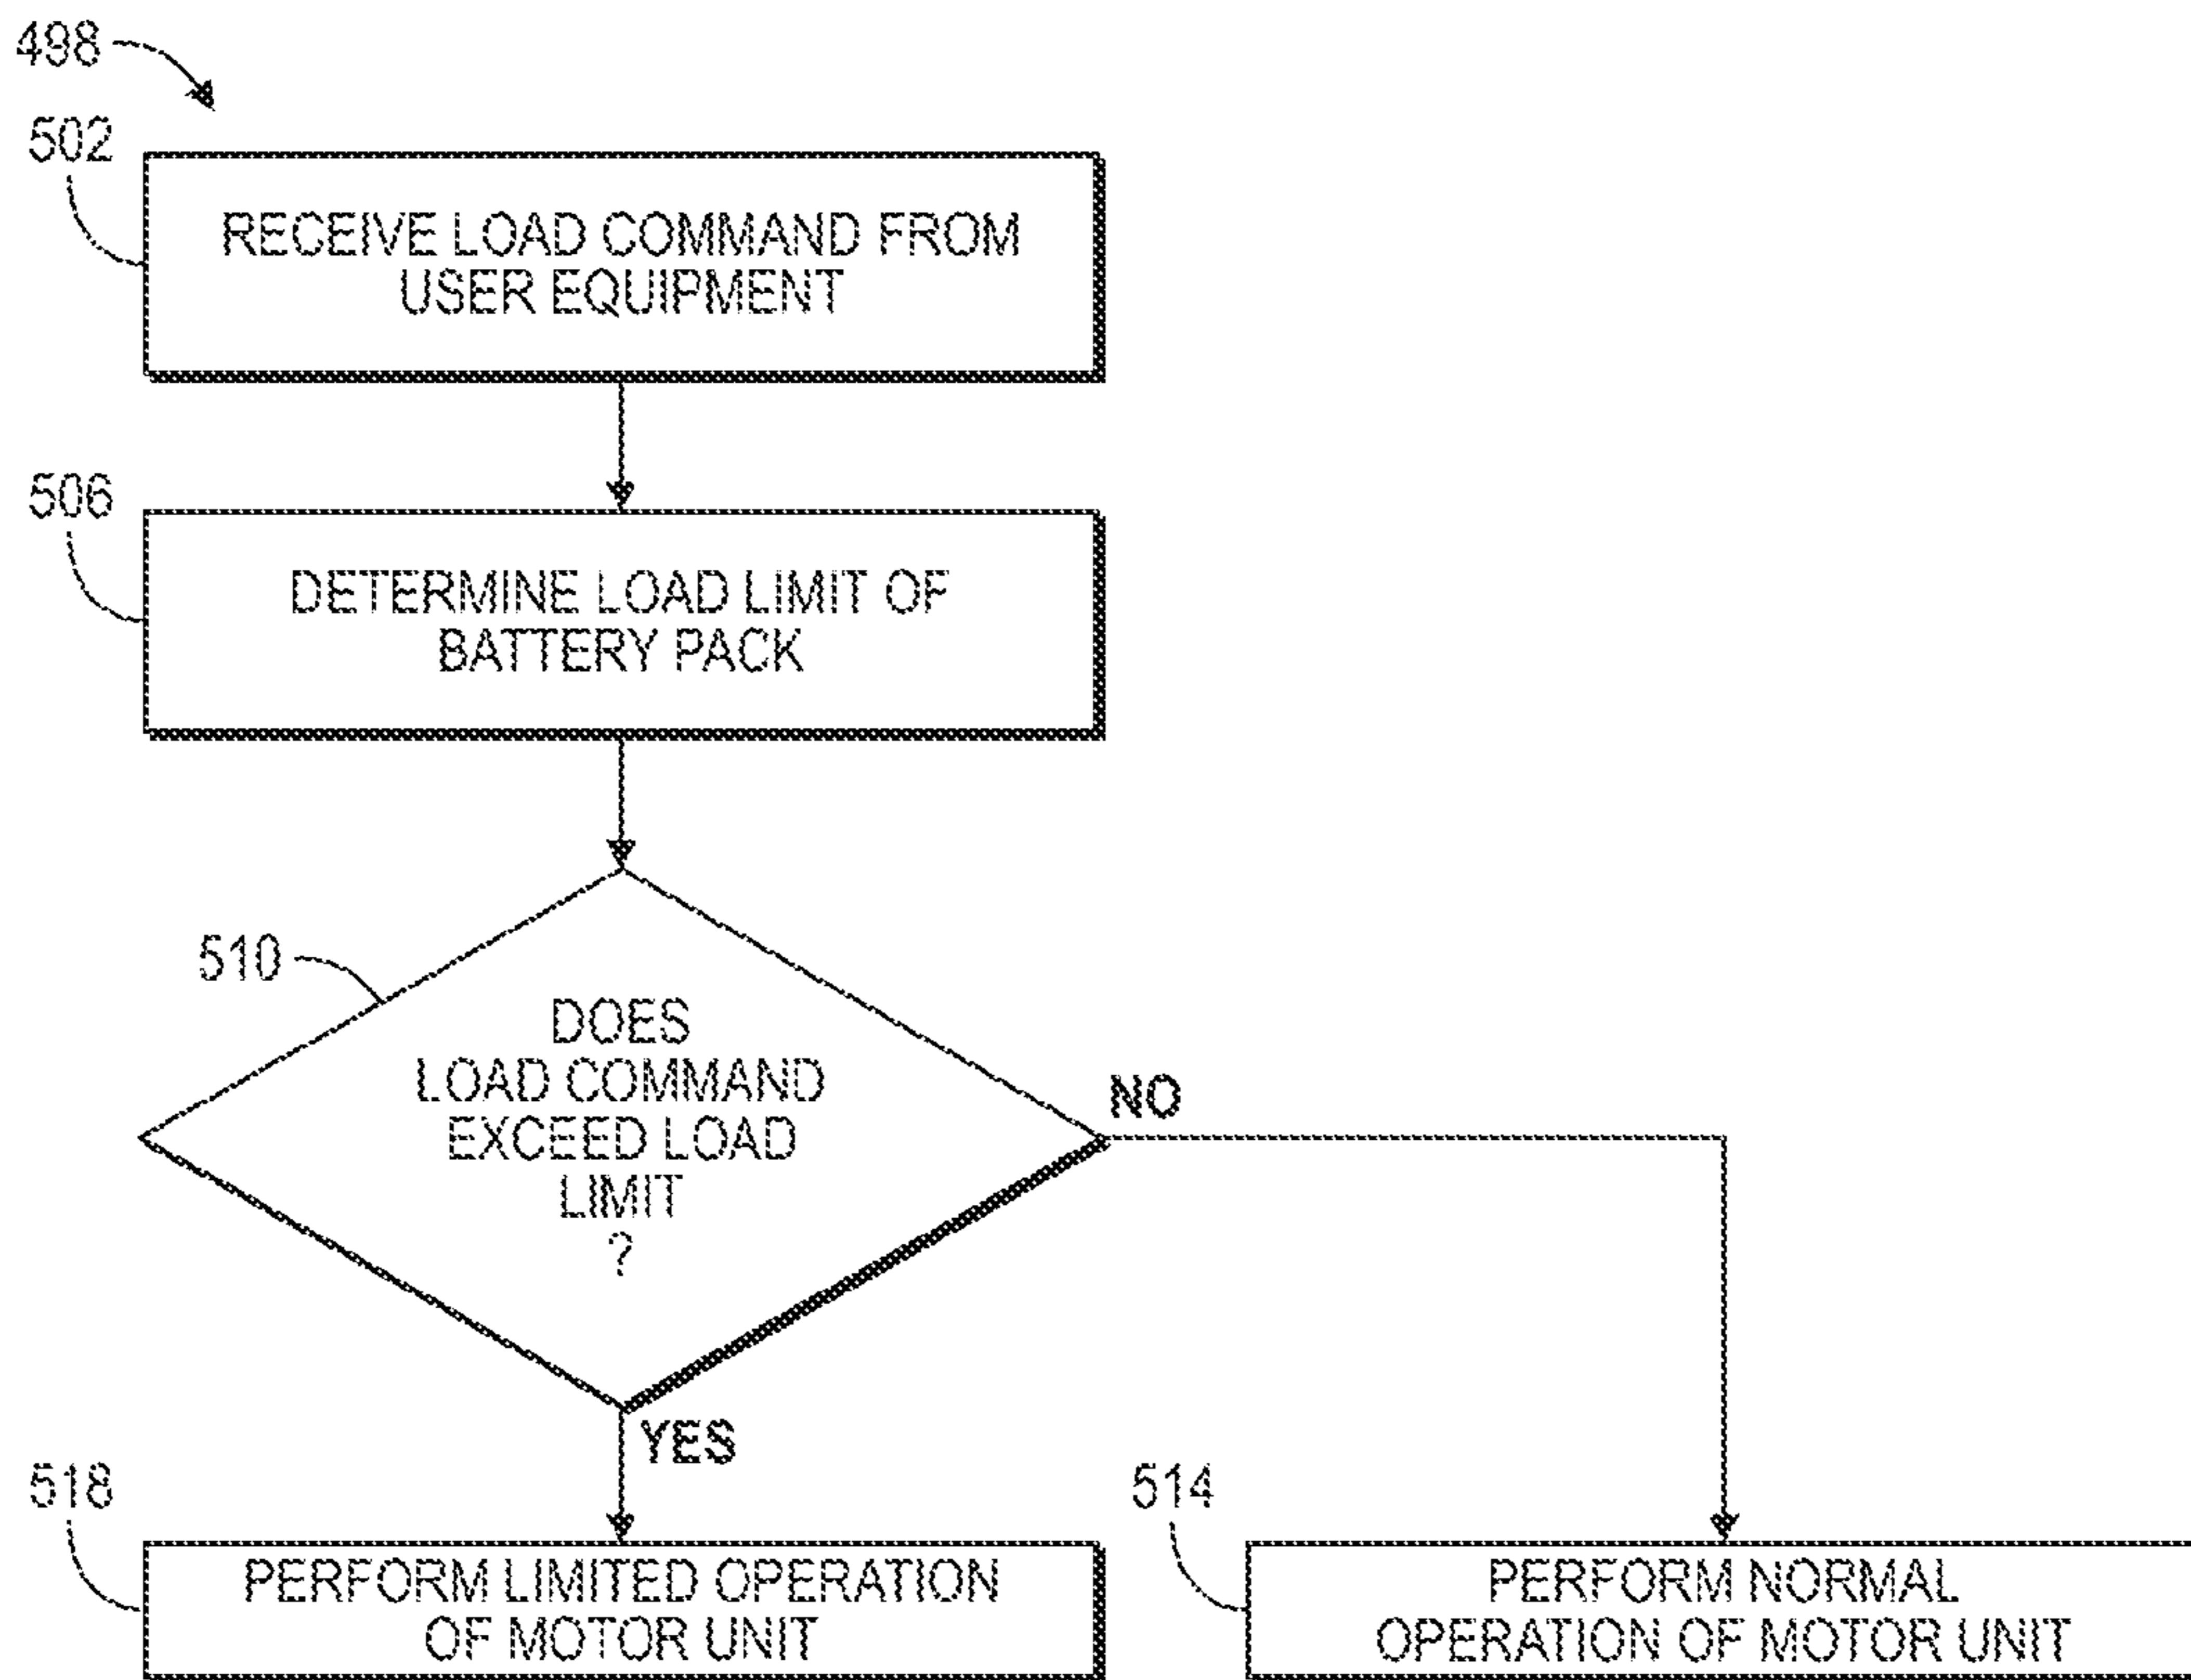 498
502
RECEIVE LOAD COMMAND FROM
USER EQUIPMENT
506
DETERMINE LOAD LIMIT OF
BATTERY PACK
510
DOES
LOAD COMMAND
EXCEED LOAD
LIMIT
?
NO
YES
518
PERFORM LIMITED OPERATION
OF MOTOR UNIT
514
PERFORM NORMAL
OPERATION OF MOTOR UNIT